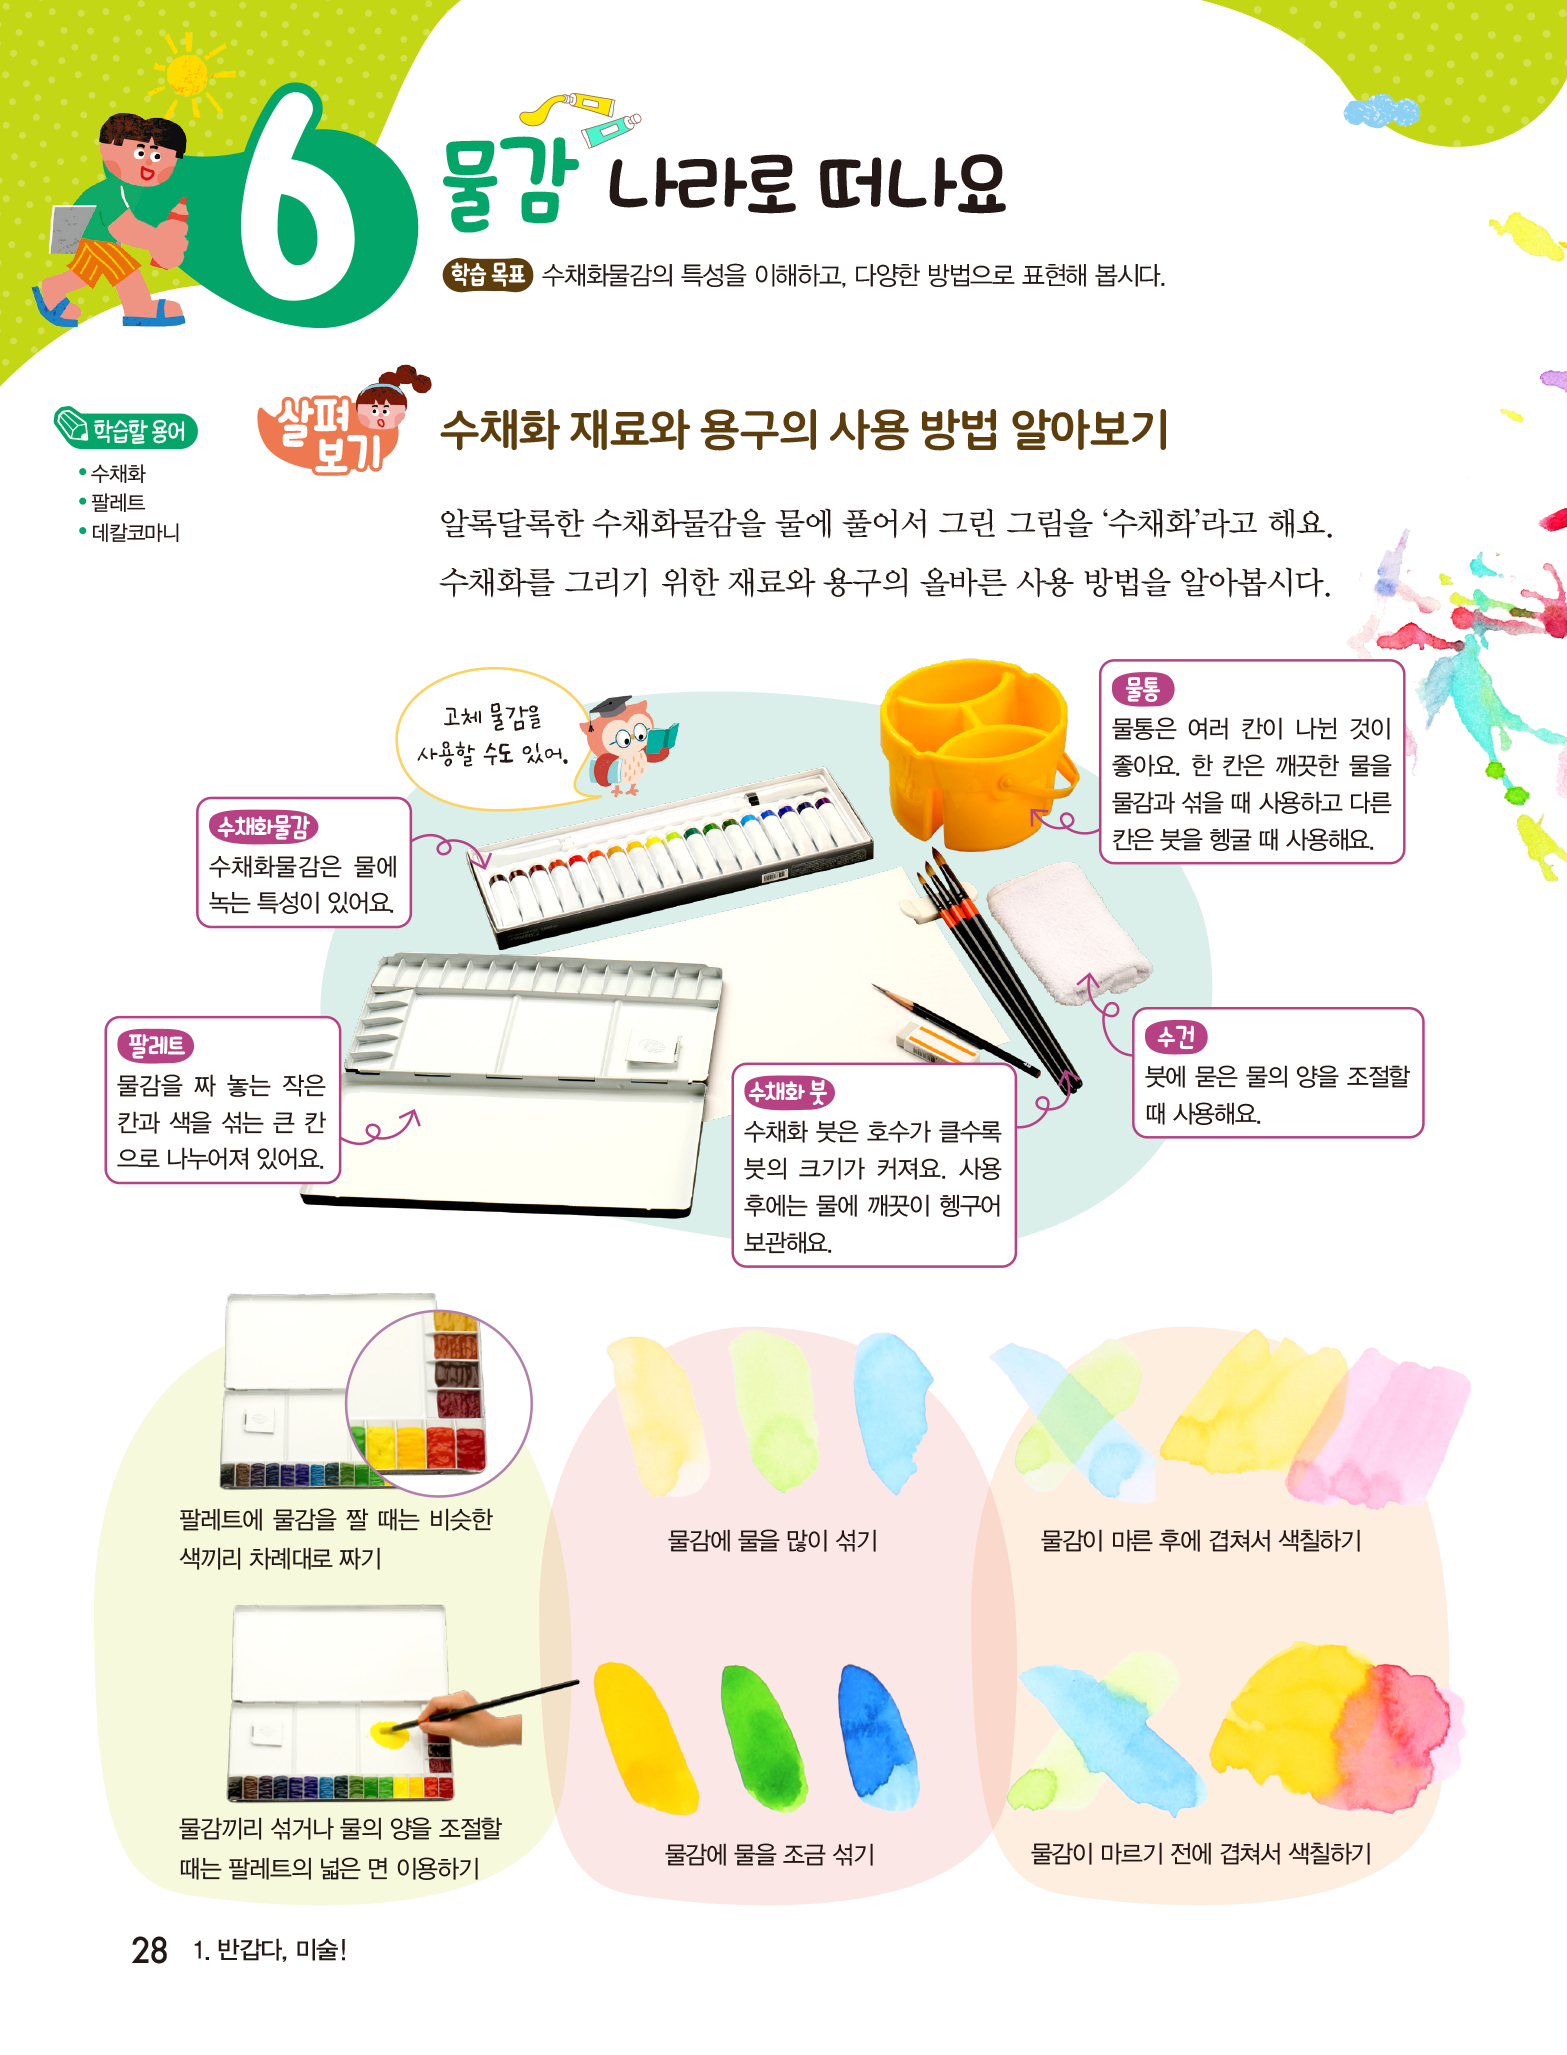 6
물감 나라로 떠나요
학습 목표 수채화물감의 특성을 이해하고, 다양한 방법으로 표현해 봅시다.
학습할 용어
• 수채화
• 팔레트
• 데칼코마니
살펴
보기
수채화 재료와 용구의 사용 방법 알아보기
알록달록한 수채화물감을 물에 풀어서 그린 그림을 ‘수채화’라고 해요.
수채화를 그리기 위한 재료와 용구의 올바른 사용 방법을 알아봅시다.
고체 물감을
사용할 수도 있어.
물통
물통은 여러 칸이 나뉜 것이
좋아요. 한 칸은 깨끗한 물을
물감과 섞을 때 사용하고 다른
칸은 붓을 헹굴 때 사용해요.
수채화물감
수채화물감은 물에
녹는 특성이 있어요.
팔레트
물감을 짜 놓는 작은
칸과 색을 섞는 큰 칸
으로 나누어져 있어요.
수채화 붓
수채화 붓은 호수가 클수록
붓의 크기가 커져요. 사용
후에는 물에 깨끗이 헹구어
보관해요.
수건
붓에 묻은 물의 양을 조절할
때 사용해요.
팔레트에 물감을 짤 때는 비슷한
색끼리 차례대로 짜기
물감에 물을 많이 섞기
물감이 마른 후에 겹쳐서 색칠하기
물감끼리 섞거나 물의 양을 조절할
때는 팔레트의 넓은 면 이용하기
물감에 물을 조금 섞기
물감이 마르기 전에 겹쳐서 색칠하기
28 1. 반갑다, 미술!